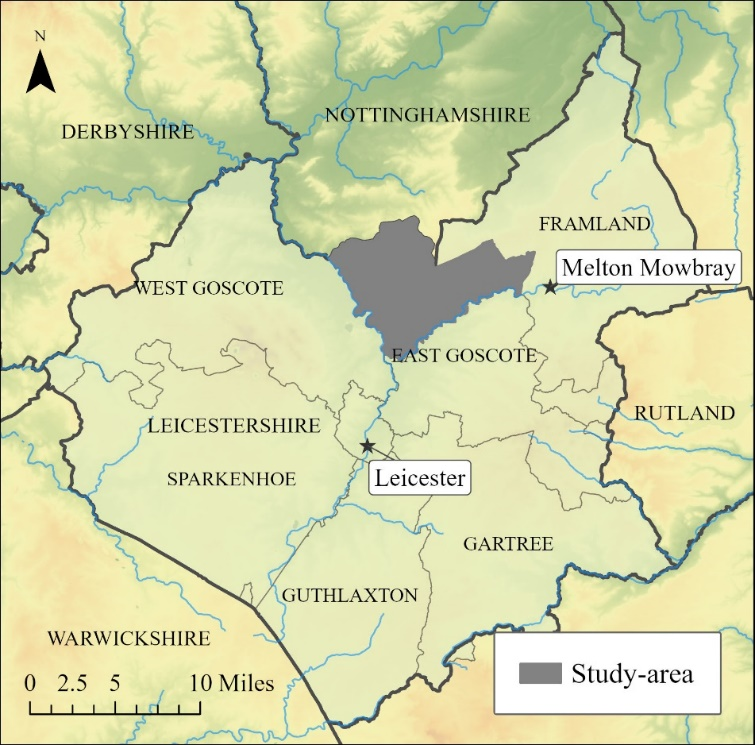 N
NOTTINGHAMSHIRE
DERBYSHIRE
FRAMLAND
Melton Mowbray
WEST GOSCOTE
EAST GOSCOTE
RUTLAND
LEICESTERSHIRE
Leicester
SPARKENHOE
GARTREE
GUTHLAXTON
WARWICKSHIRE
Study-area
0 2.5 5 10 Miles